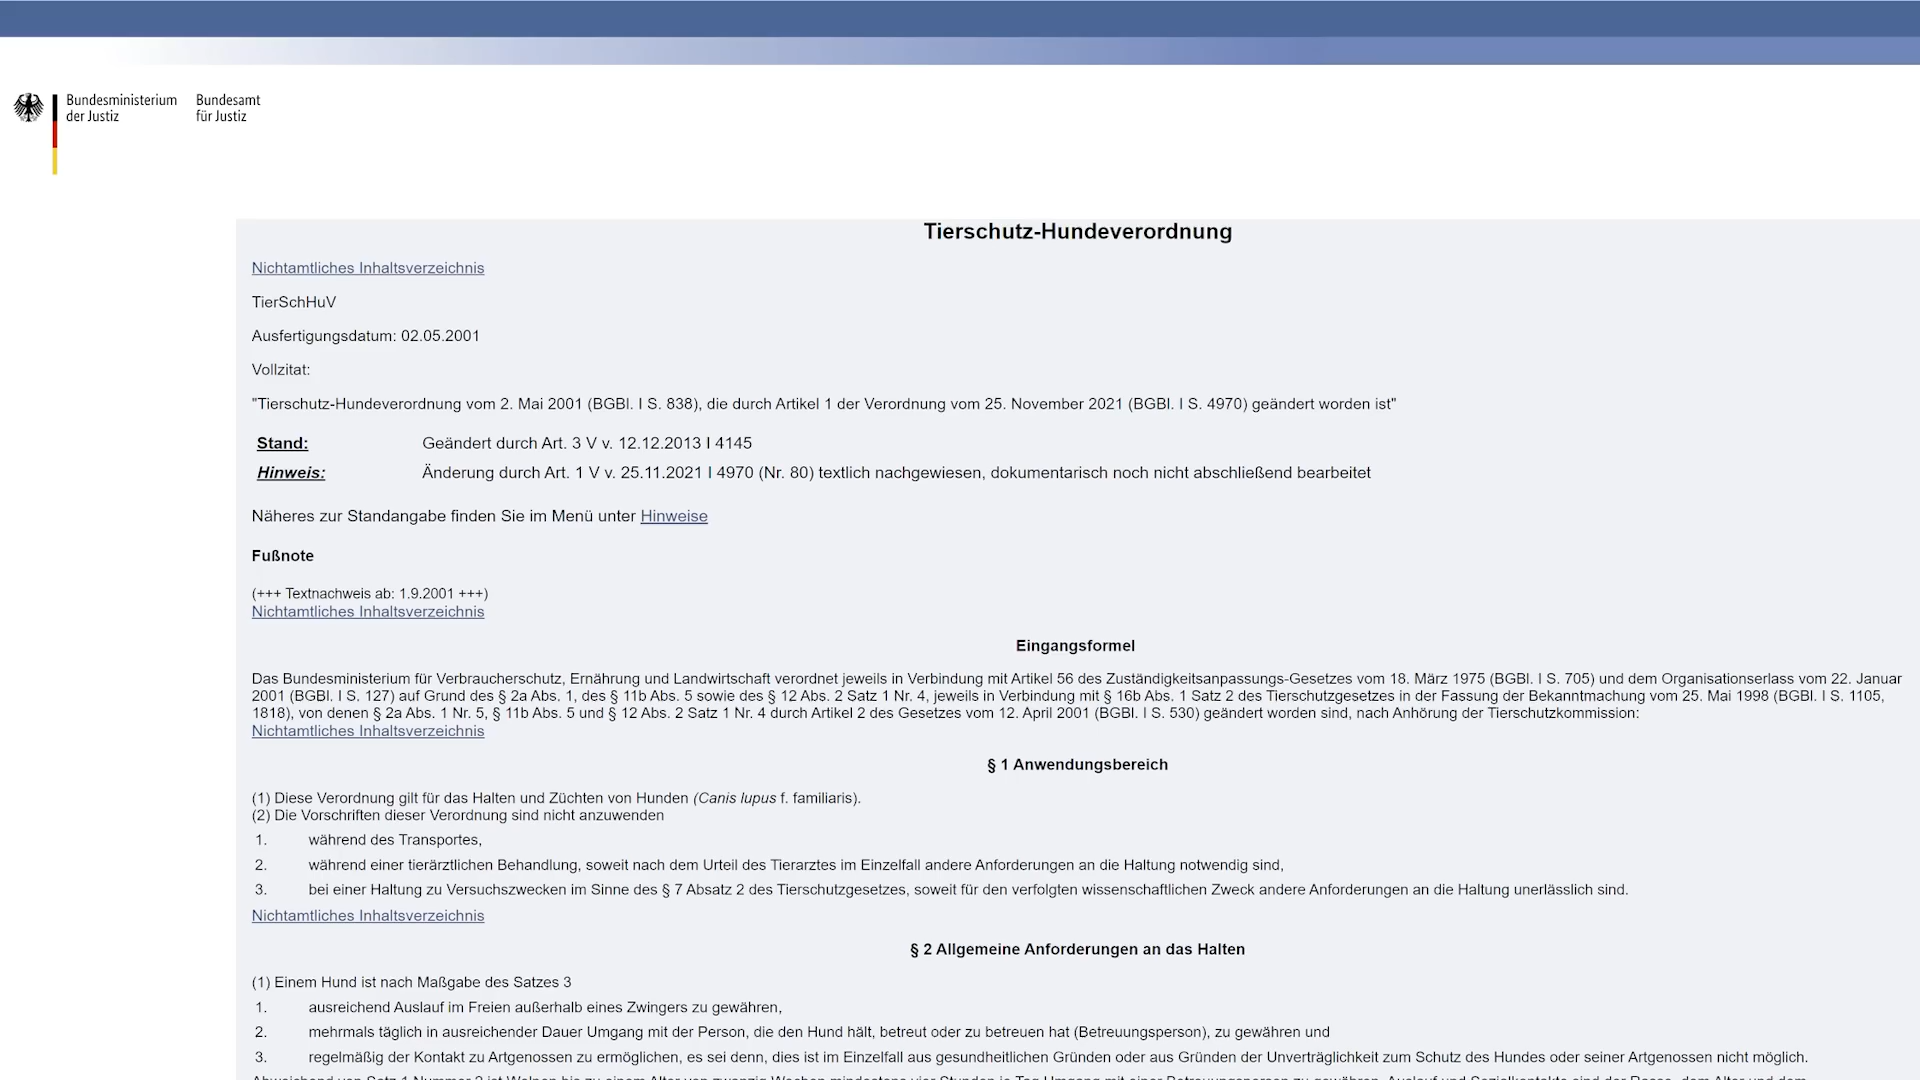 Bundesministerium der Justiz
Bundesamt für Justiz
Tierschutz-Hundeverordnung
Nichtamtliches Inhaltsverzeichnis
TierSchHuV
Ausfertigungsdatum: 02.05.2001
Vollzitat:
"Tierschutz-Hundeverordnung vom 2. Mai 2001 (BGBl. I S. 838), die durch Artikel 1 der Verordnung vom 25. November 2021 (BGBl. I S. 4970) geändert worden ist"
Stand: Geändert durch Art. 3 V v. 12.12.2013 I 4145
Hinweis: Änderung durch Art. 1 V v. 25.11.2021 I 4970 (Nr. 80) textlich nachgewiesen, dokumentarisch noch nicht abschließend bearbeitet
Näheres zur Standangabe finden Sie im Menü unter Hinweise
Fußnote
(+++ Textnachweis ab: 1.9.2001 +++)
Nichtamtliches Inhaltsverzeichnis
Eingangsformel
Das Bundesministerium für Verbraucherschutz, Ernährung und Landwirtschaft verordnet jeweils in Verbindung mit Artikel 56 des Zuständigkeitsanpassungs-Gesetzes vom 18. März 1975 (BGBl. I S. 705) und dem Organisationserlass vom 22. Januar
2001 (BGBl. I S. 127) auf Grund des § 2a Abs. 1, des § 11b Abs. 5 sowie des § 12 Abs. 2 Satz 1 Nr. 4, jeweils in Verbindung mit § 16b Abs. 1 Satz 2 des Tierschutzgesetzes in der Fassung der Bekanntmachung vom 25. Mai 1998 (BGBl. I S. 1105,
1818), von denen § 2a Abs. 1 Nr. 5, § 11b Abs. 5 und § 12 Abs. 2 Satz 1 Nr. 4 durch Artikel 2 des Gesetzes vom 12. April 2001 (BGBl. I S. 530) geändert worden sind, nach Anhörung der Tierschutzkommission:
Nichtamtliches Inhaltsverzeichnis
§ 1 Anwendungsbereich
(1) Diese Verordnung gilt für das Halten und Züchten von Hunden (Canis lupus f. familiaris).
(2) Die Vorschriften dieser Verordnung sind nicht anzuwenden
1. während des Transportes,
2. während einer tierärztlichen Behandlung, soweit nach dem Urteil des Tierarztes im Einzelfall andere Anforderungen an die Haltung notwendig sind,
3. bei einer Haltung zu Versuchszwecken im Sinne des § 7 Absatz 2 des Tierschutzgesetzes, soweit für den verfolgten wissenschaftlichen Zweck andere Anforderungen an die Haltung unerlässlich sind.
Nichtamtliches Inhaltsverzeichnis
§ 2 Allgemeine Anforderungen an das Halten
(1) Einem Hund ist nach Maßgabe des Satzes 3
1. ausreichend Auslauf im Freien außerhalb eines Zwingers zu gewähren,
2. mehrmals täglich in ausreichender Dauer Umgang mit der Person, die den Hund hält, betreut oder zu betreuen hat (Betreuungsperson), zu gewähren und
3. regelmäßig der Kontakt zu Artgenossen zu ermöglichen, es sei denn, dies ist im Einzelfall aus gesundheitlichen Gründen oder aus Gründen der Unverträglichkeit zum Schutz des Hundes oder seiner Artgenossen nicht möglich.